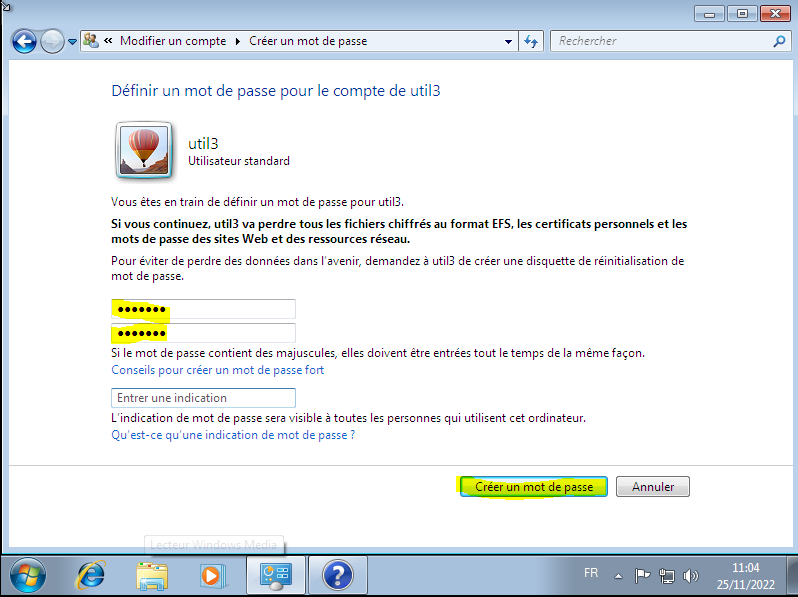 « Modifier un compte ▸ Créer un mot de passe
Rechercher
Définir un mot de passe pour le compte de util3
util3
Utilisateur standard
Vous êtes en train de définir un mot de passe pour util3.
Si vous continuez, util3 va perdre tous les fichiers chiffrés au format EFS, les certificats personnels et les
mots de passe des sites Web et des ressources réseau.
Pour éviter de perdre des données dans l'avenir, demandez à util3 de créer une disquette de réinitialisation de
mot de passe.
•••••••
•••••••
Si le mot de passe contient des majuscules, elles doivent être entrées tout le temps de la même façon.
Conseils pour créer un mot de passe fort
Entrer une indication
L'indication de mot de passe sera visible à toutes les personnes qui utilisent cet ordinateur.
Qu'est-ce qu'une indication de mot de passe ?
Créer un mot de passe
Annuler
Lecteur Windows Media
FR
11:04
25/11/2022